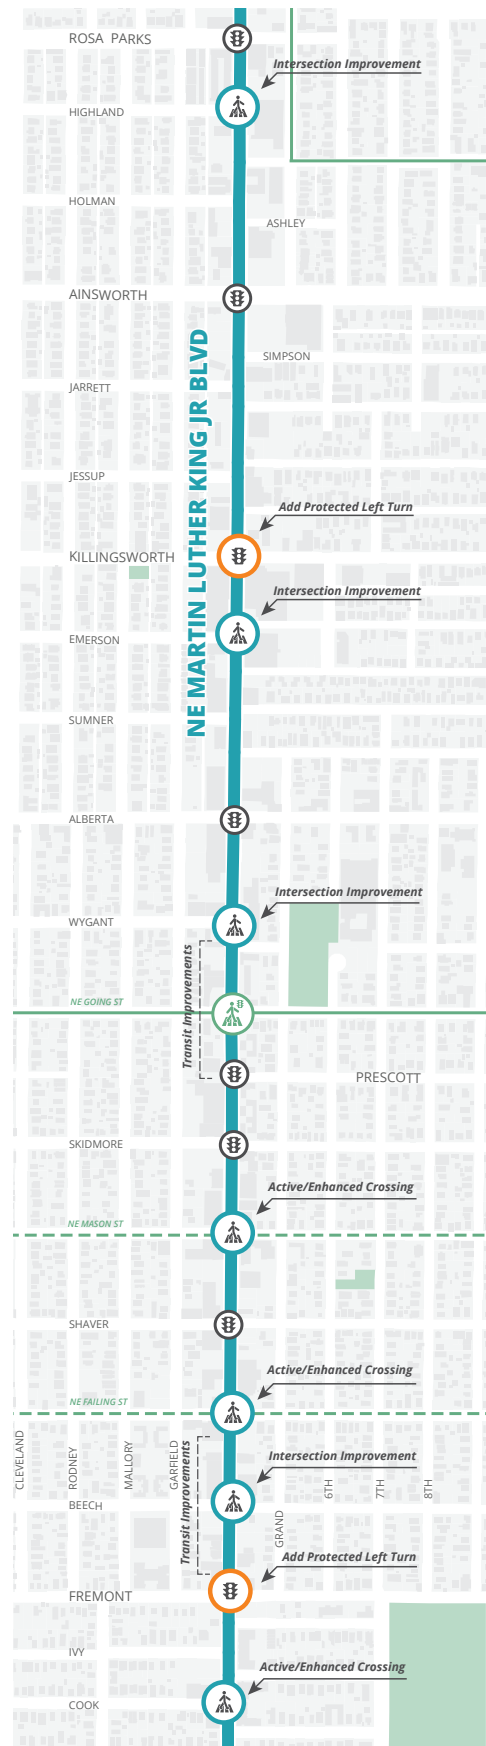 ROSA PARKS
Intersection Improvement
HIGHLAND
HOLMAN
ASHLEY
AINSWORTH
SIMPSON
NE MARTIN LUTHER KING JR BLVD
JARRETT
JESSUP
Add Protected Left Turn
KILLINGSWORTH
Intersection Improvement
EMERSON
SUMNER
ALBERTA
Intersection Improvement
WYGANT
Transit Improvements
NE GOING ST
PRESCOTT
SKIDMORE
Active/Enhanced Crossing
NE MASON ST
SHAVER
Active/Enhanced Crossing
NE FAILING ST
CLEVELAND
RODNEY
MALLORY
GARFIELD
Transit Improvements
Intersection Improvement
6TH
7TH
8TH
BEECH
GRAND
Add Protected Left Turn
FREMONT
IVY
Active/Enhanced Crossing
COOK